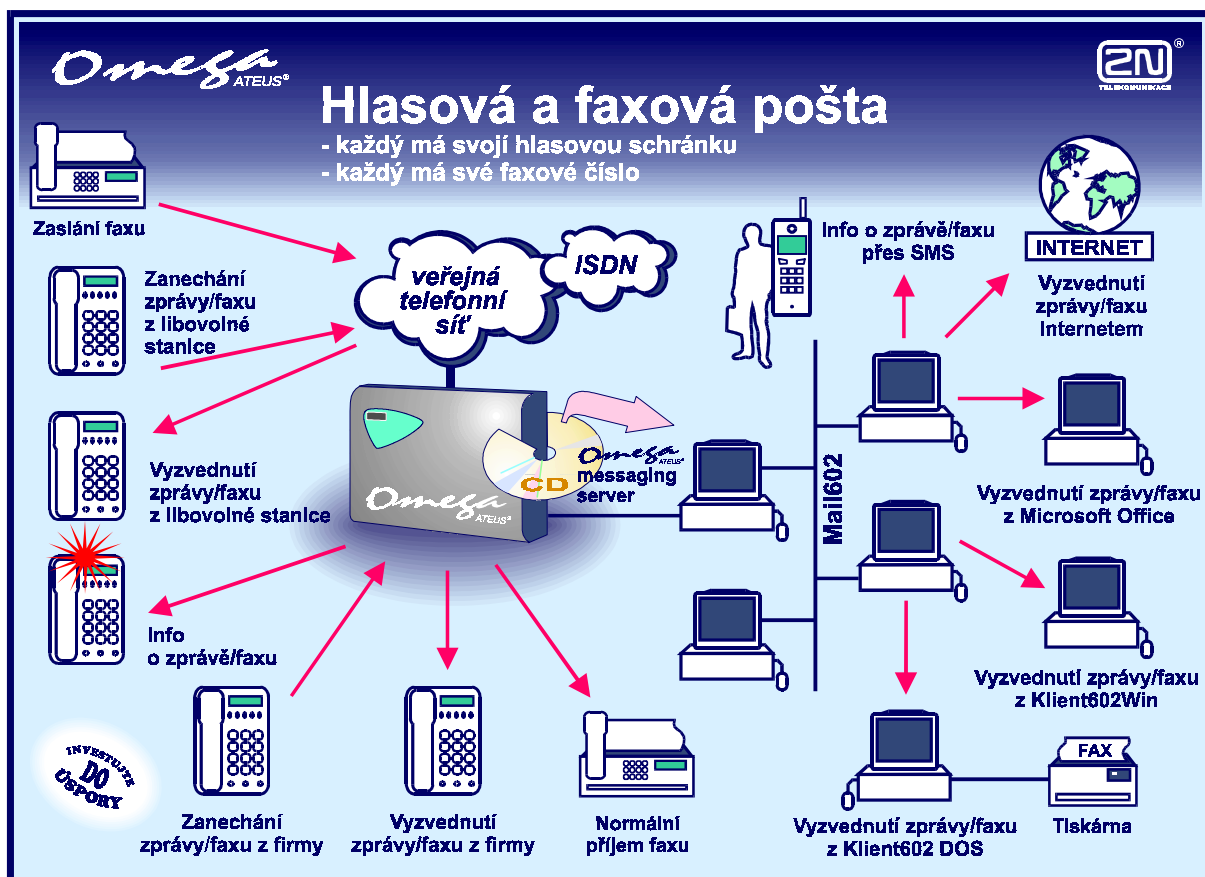 Omega
ATEUS®
2N®
TELEKOMUNIKACE
Hlasová a faxová pošta
- každý má svojí hlasovou schránku
- každý má své faxové číslo
Zaslání faxu
Zanechání
zprávy/faxu
z libovolné
stanice
veřejná
telefonní
síť
ISDN
Info o zprávě/faxu
přes SMS
INTERNET
Vyzvednutí
zprávy/faxu
Internetem
Vyzvednutí
zprávy/faxu
z libovolné stanice
Omega
ATEUS®
CD
Omega
ATEUS®
messaging
server
Mail602
Vyzvednutí zprávy/faxu
z Microsoft Office
Info
o zprávě/faxu
Vyzvednutí zprávy/faxu
z Klient602Win
INVESTUJTE
DO
ÚSPORY
Zanechání
zprávy/faxu z firmy
Vyzvednutí
zprávy/faxu z firmy
Normální
příjem faxu
Vyzvednutí zprávy/faxu
z Klient602 DOS
FAX
Tiskárna